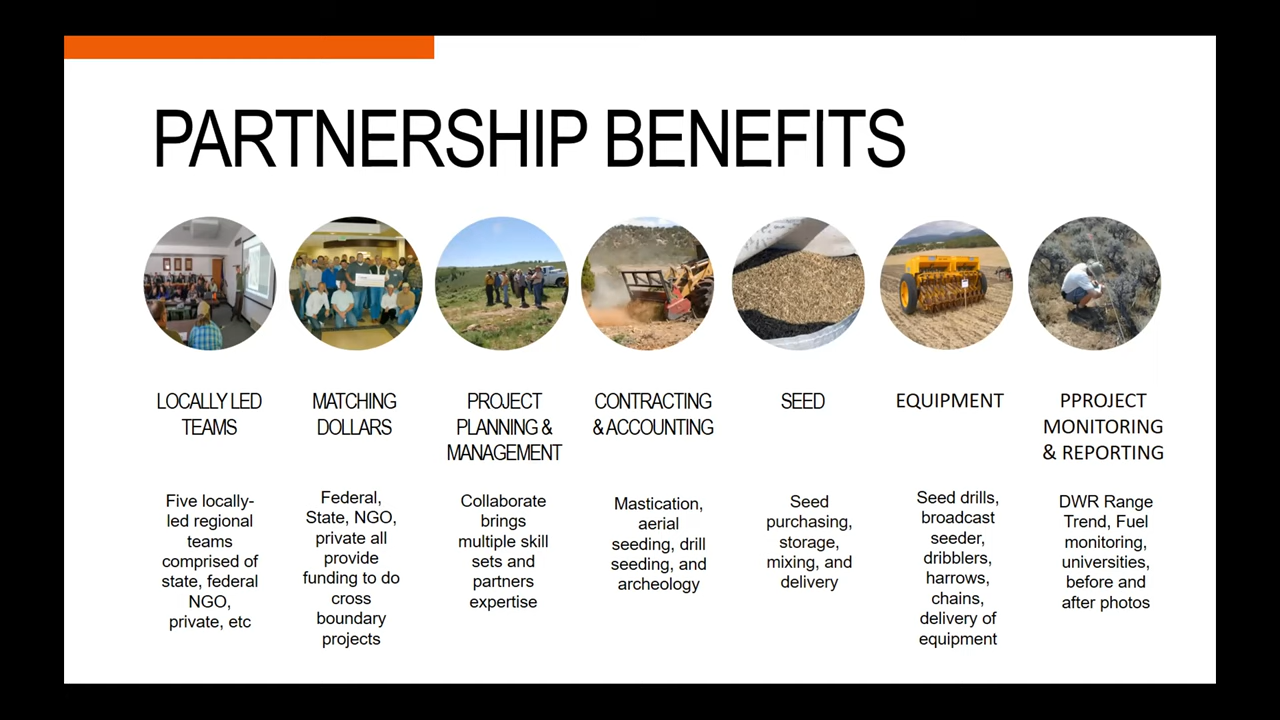 PARTNERSHIP BENEFITS
LOCALLY LED
TEAMS
Five locally-
led regional
teams
comprised of
state, federal
NGO,
private, etc
MATCHING
DOLLARS
Federal,
State, NGO,
private all
provide
funding to do
cross
boundary
projects
PROJECT
PLANNING &
MANAGEMENT
Collaborate
brings
multiple skill
sets and
partners
expertise
CONTRACTING
& ACCOUNTING
Mastication,
aerial
seeding, drill
seeding, and
archeology
SEED
Seed
purchasing,
storage,
mixing, and
delivery
EQUIPMENT
Seed drills,
broadcast
seeder,
dribblers,
harrows,
chains,
delivery of
equipment
PPROJECT
MONITORING
& REPORTING
DWR Range
Trend, Fuel
monitoring,
universities,
before and
after photos